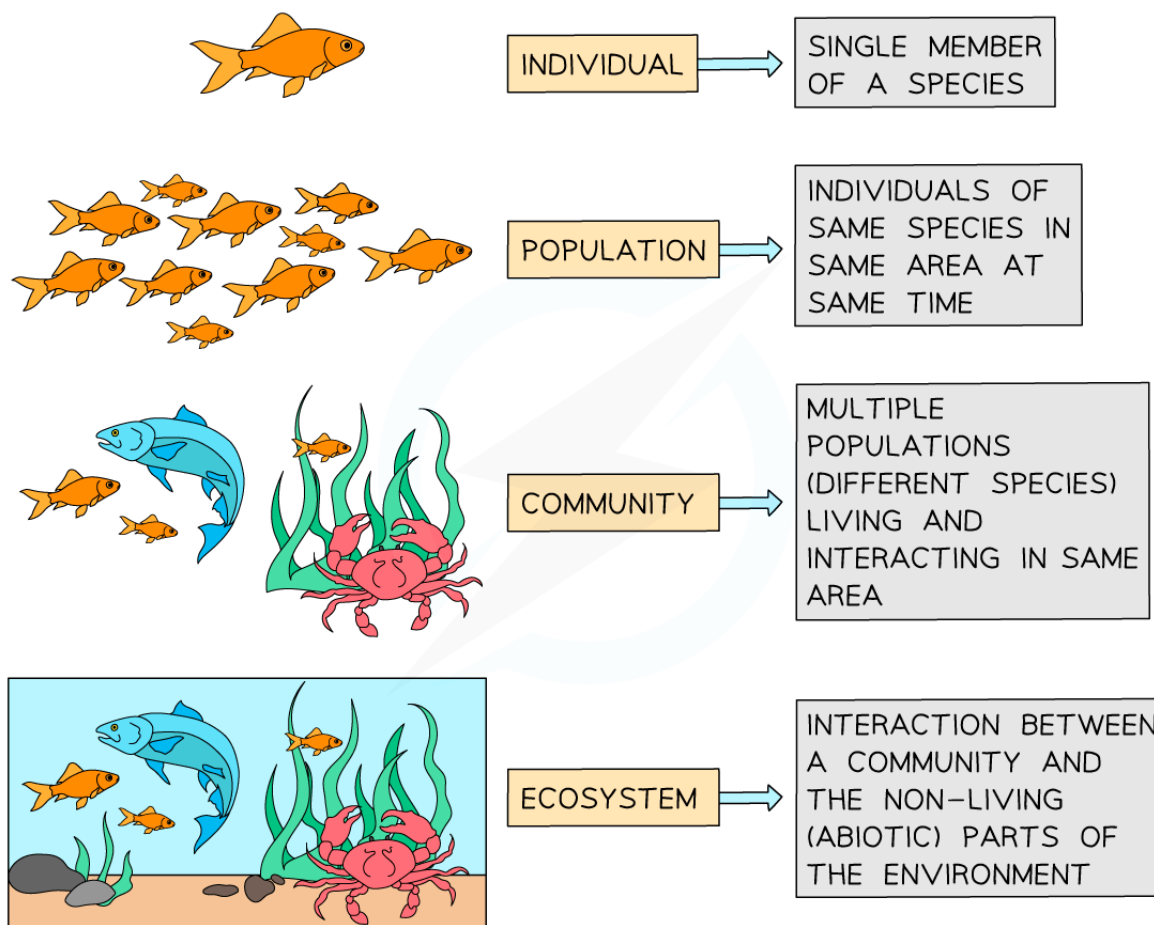 INDIVIDUAL
SINGLE MEMBER
OF A SPECIES
POPULATION
INDIVIDUALS OF
SAME SPECIES IN
SAME AREA AT
SAME TIME
COMMUNITY
MULTIPLE
POPULATIONS
(DIFFERENT SPECIES)
LIVING AND
INTERACTING IN SAME
AREA
ECOSYSTEM
INTERACTION BETWEEN
A COMMUNITY AND
THE NON-LIVING
(ABIOTIC) PARTS OF
THE ENVIRONMENT